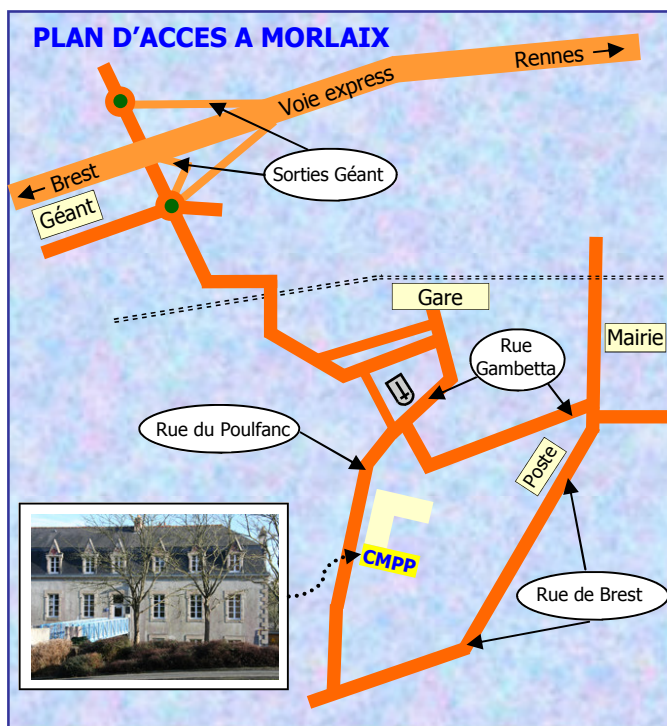 PLAN D'ACCES A MORLAIX
Rennes
Voie express
Brest
Sorties Géant
Géant
Gare
Mairie
Rue
Gambetta
Rue du Poulfanc
Poste
CMPP
Rue de Brest